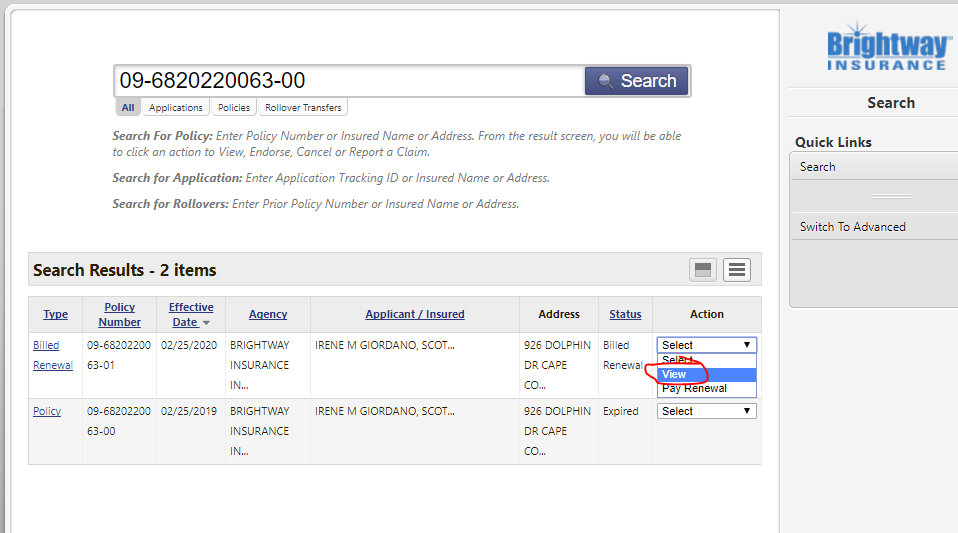 Brightway
INSURANCE
09-6820220063-00
Search
All Applications Policies Rollover Transfers
Search For Policy: Enter Policy Number or Insured Name or Address. From the result screen, you will be able
to click an action to View, Endorse, Cancel or Report a Claim.
Search for Application: Enter Application Tracking ID or Insured Name or Address.
Search for Rollovers: Enter Prior Policy Number or Insured Name or Address.
Search
Quick Links
Search
Switch To Advanced
Search Results - 2 items
Type
Policy
Number
Effective
Date
Agency
Applicant / Insured
Address
Status
Action
Billed
Renewal
09-68202200
63-01
02/25/2020
BRIGHTWAY
INSURANCE
IN...
IRENE M GIORDANO, SCOT...
926 DOLPHIN
DR CAPE
CO...
Billed
Renewal
Select
Select
View
Pay Renewal
Policy
09-68202200
63-00
02/25/2019
BRIGHTWAY
INSURANCE
IN...
IRENE M GIORDANO, SCOT...
926 DOLPHIN
DR CAPE
CO...
Expired
Select